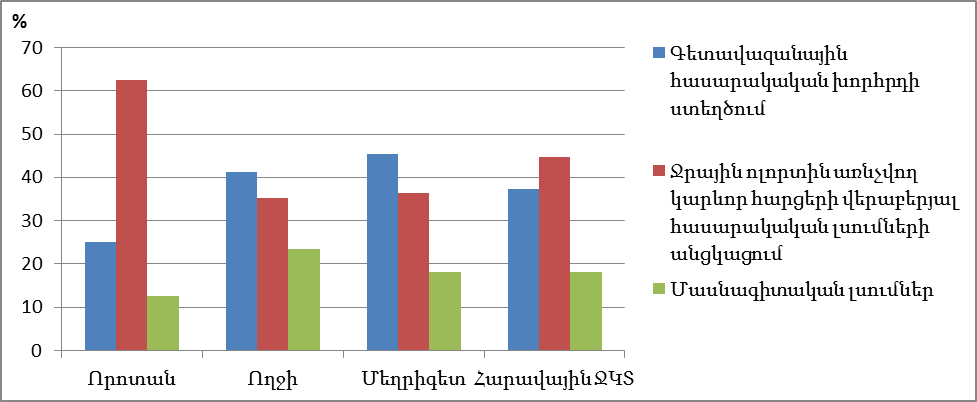 %
70
60
50
40
30
20
10
0
Որոտան Ողջի Մեղրիգետ Հարավային ՋԿՏ
Գետավազանային
հասարակական խորհրդի
ստեղծում
Ջրային ոլորտին առնչվող
կարևոր հարցերի վերաբերյալ
հասարակական լսումների
անցկացում
Մասնագիտական լսումներ